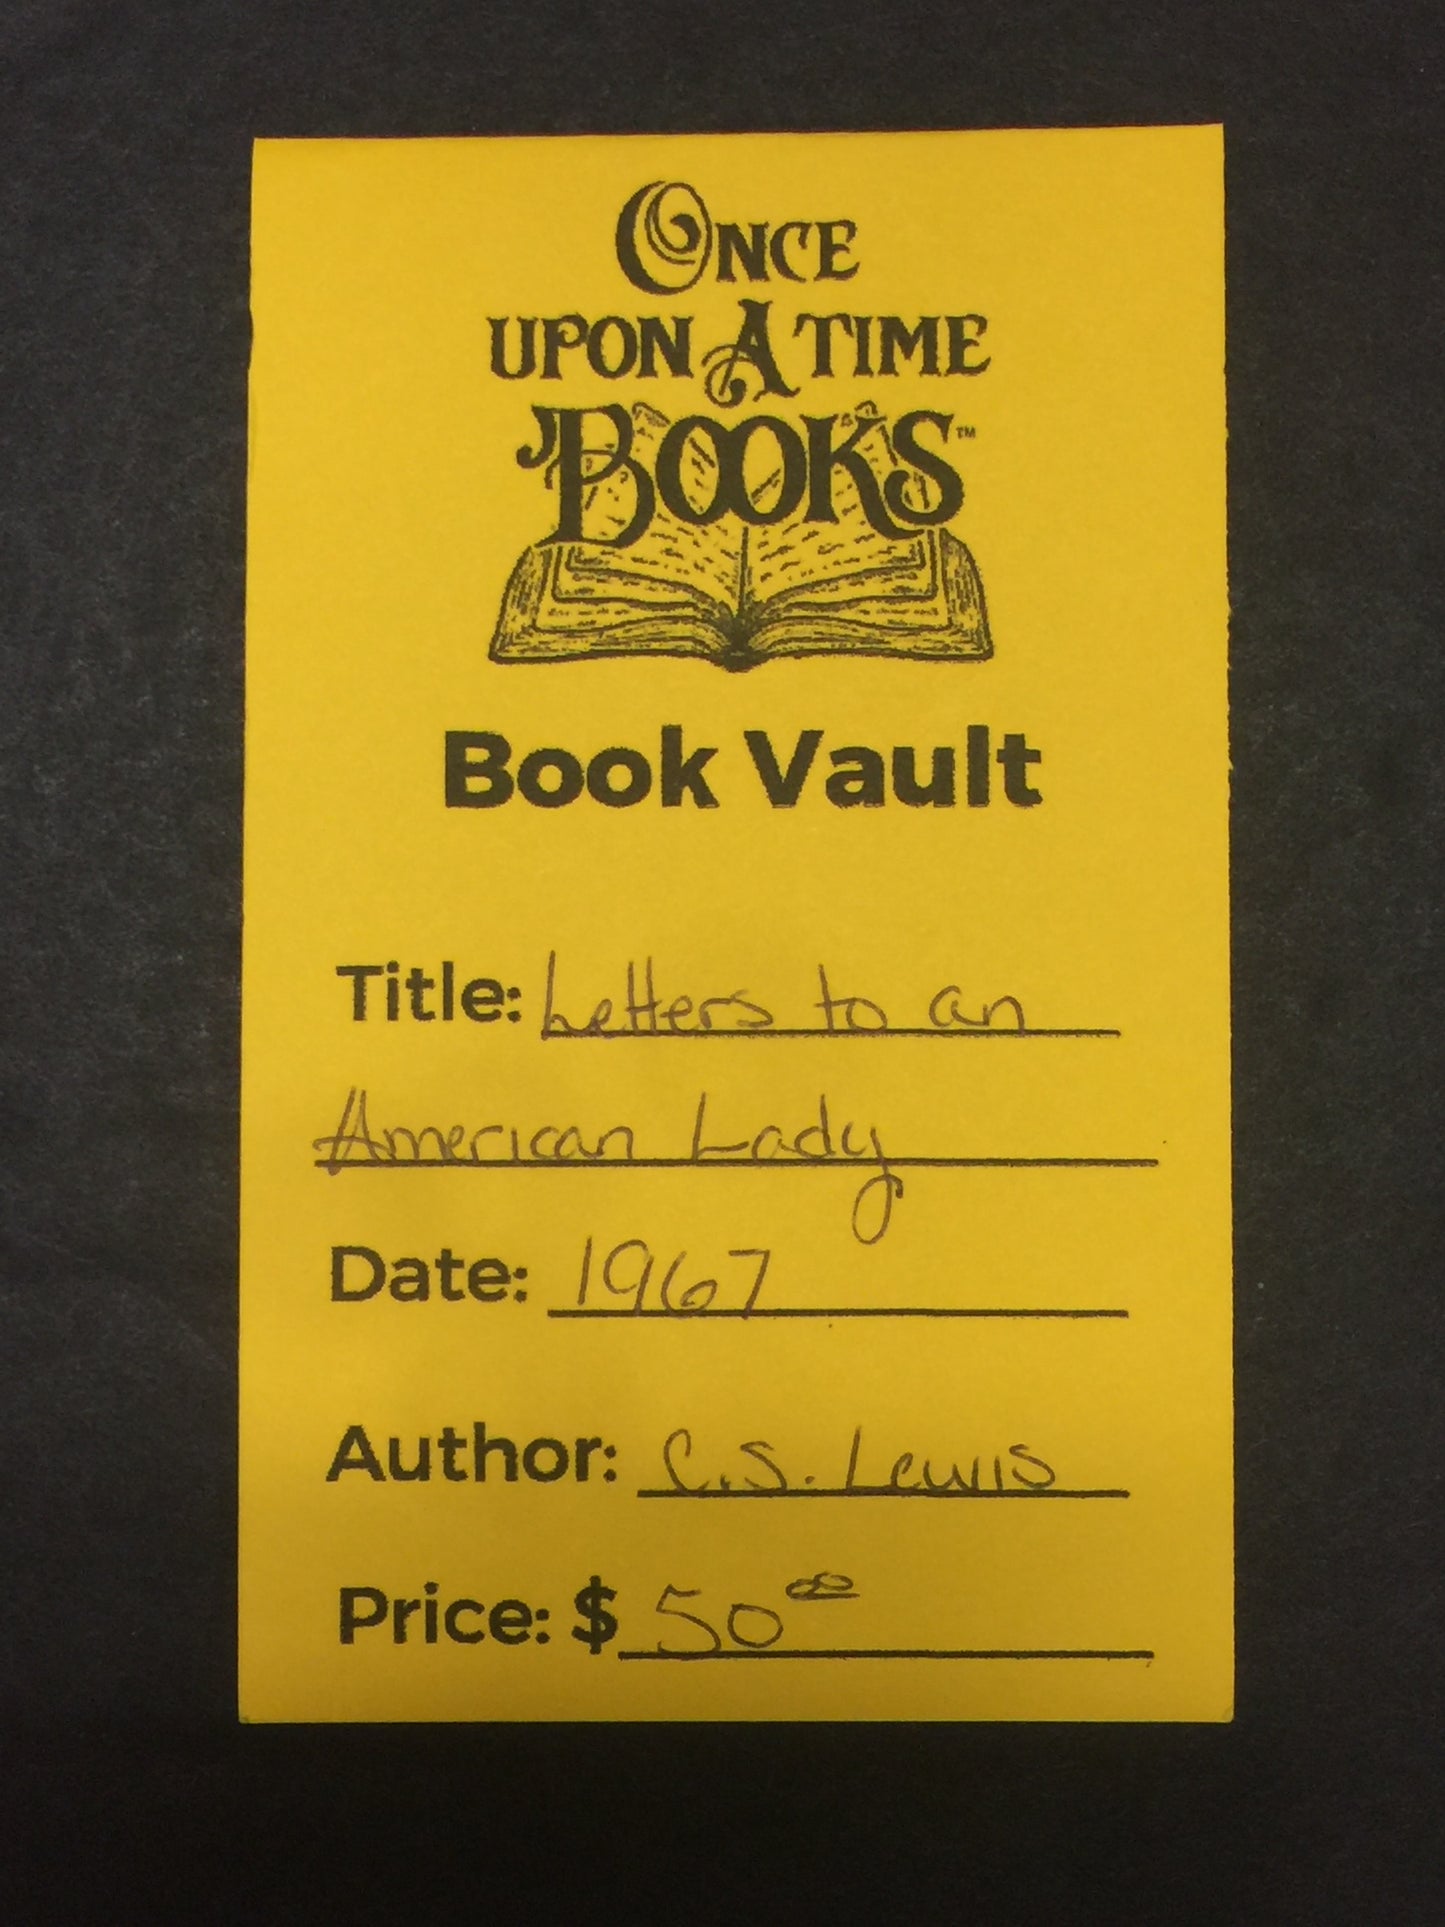 Once
upon A time
Books™
Book Vault
Title: Letters to an
American Lady
Date: 1967
Author: C.S. Lewis
Price: $50⁰⁰